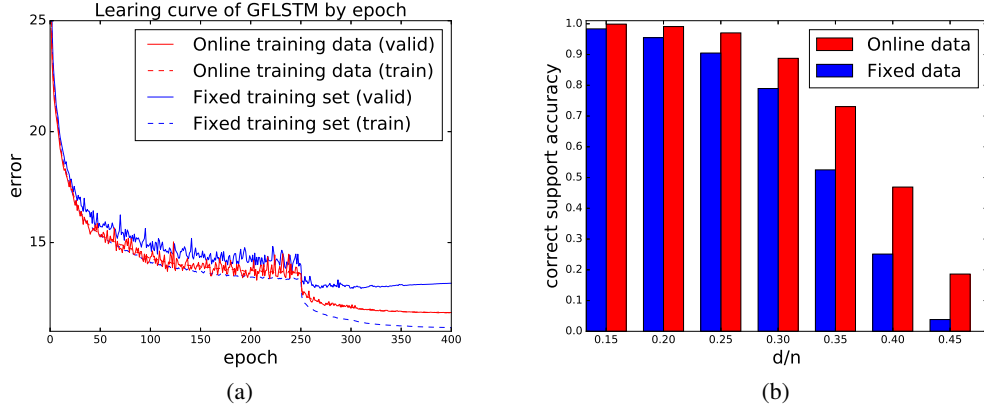 Learing curve of GFLSTM by epoch
25
20
15
error
Online training data (valid)
Online training data (train)
Fixed training set (valid)
Fixed training set (train)
0 50 100 150 200 250 300 350 400
epoch
(a)
1.0
0.9
0.8
0.7
0.6
0.5
0.4
0.3
0.2
0.1
0.0
correct support accuracy
Online data
Fixed data
0.15 0.20 0.25 0.30 0.35 0.40 0.45
d/n
(b)